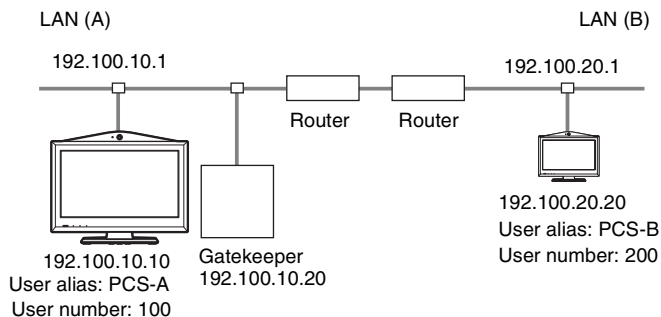 LAN (A)
LAN (B)
192.100.10.1
192.100.20.1
Router
Router
192.100.10.10
User alias: PCS-A
User number: 100
Gatekeeper
192.100.10.20
192.100.20.20
User alias: PCS-B
User number: 200